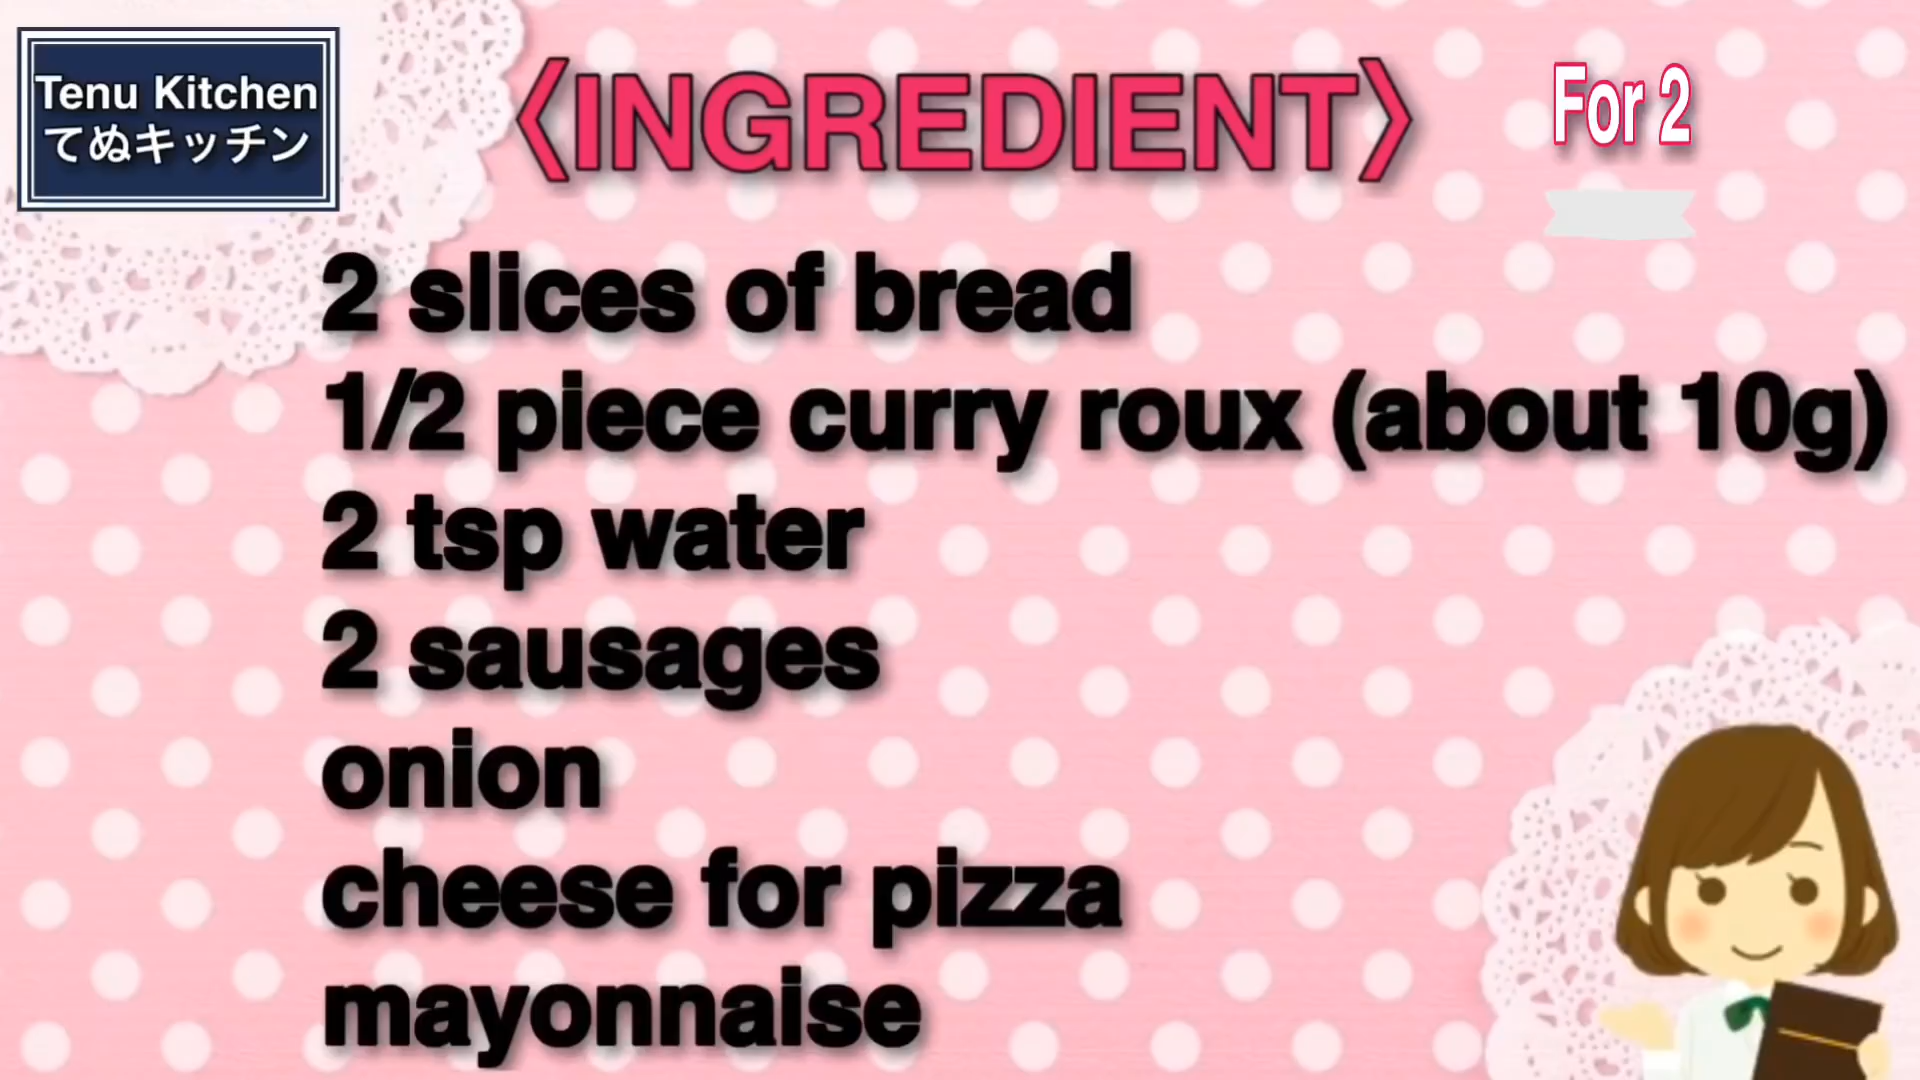 Tenu Kitchen
てぬキッチン
〈INGREDIENT〉
For 2
2 slices of bread
1/2 piece curry roux (about 10g)
2 tsp water
2 sausages
onion
cheese for pizza
mayonnaise